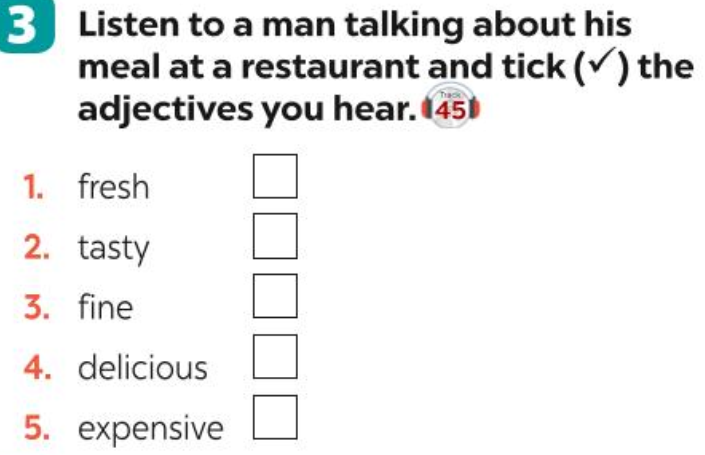 3 Listen to a man talking about his
meal at a restaurant and tick (✓) the
adjectives you hear. Track 45
1. fresh
2. tasty
3. fine
4. delicious
5. expensive